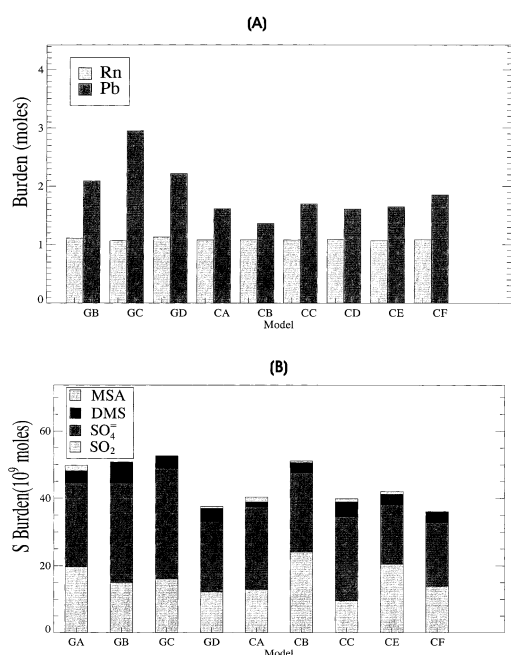 (A)
Rn
Pb
Burden (moles)
4
3
2
1
0
GB GC GD CA CB CC CD CE CF
Model
(B)
MSA
DMS
SO₄⁼
SO₂
S Burden(10⁹ moles)
60
40
20
0
GA GB GC GD CA CB CC CE CF
Model